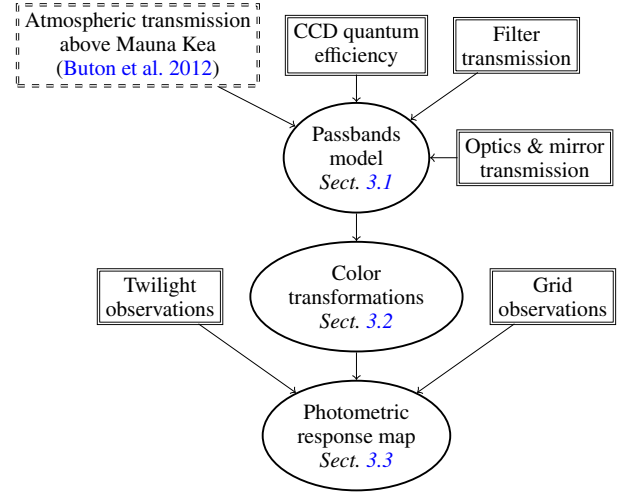 Atmospheric transmission
above Mauna Kea
(Buton et al. 2012)
CCD quantum
efficiency
Filter
transmission
Passbands
model
Sect. 3.1
Optics & mirror
transmission
Twilight
observations
Color
transformations
Sect. 3.2
Grid
observations
Photometric
response map
Sect. 3.3